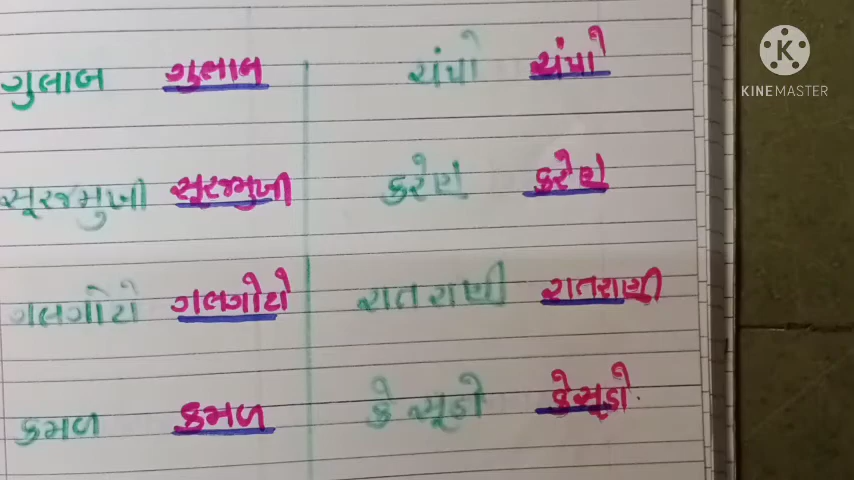 ગુલાબ ગુલાબ ચંપો ચંપો
સૂરજમુખી સૂરજમુખી કરેણ કરેણ
ગલગોટો ગલગોટો રાતરાણી રાતરાણી
કમળ કમળ કેસૂડો કેસૂડો
KINEMASTER